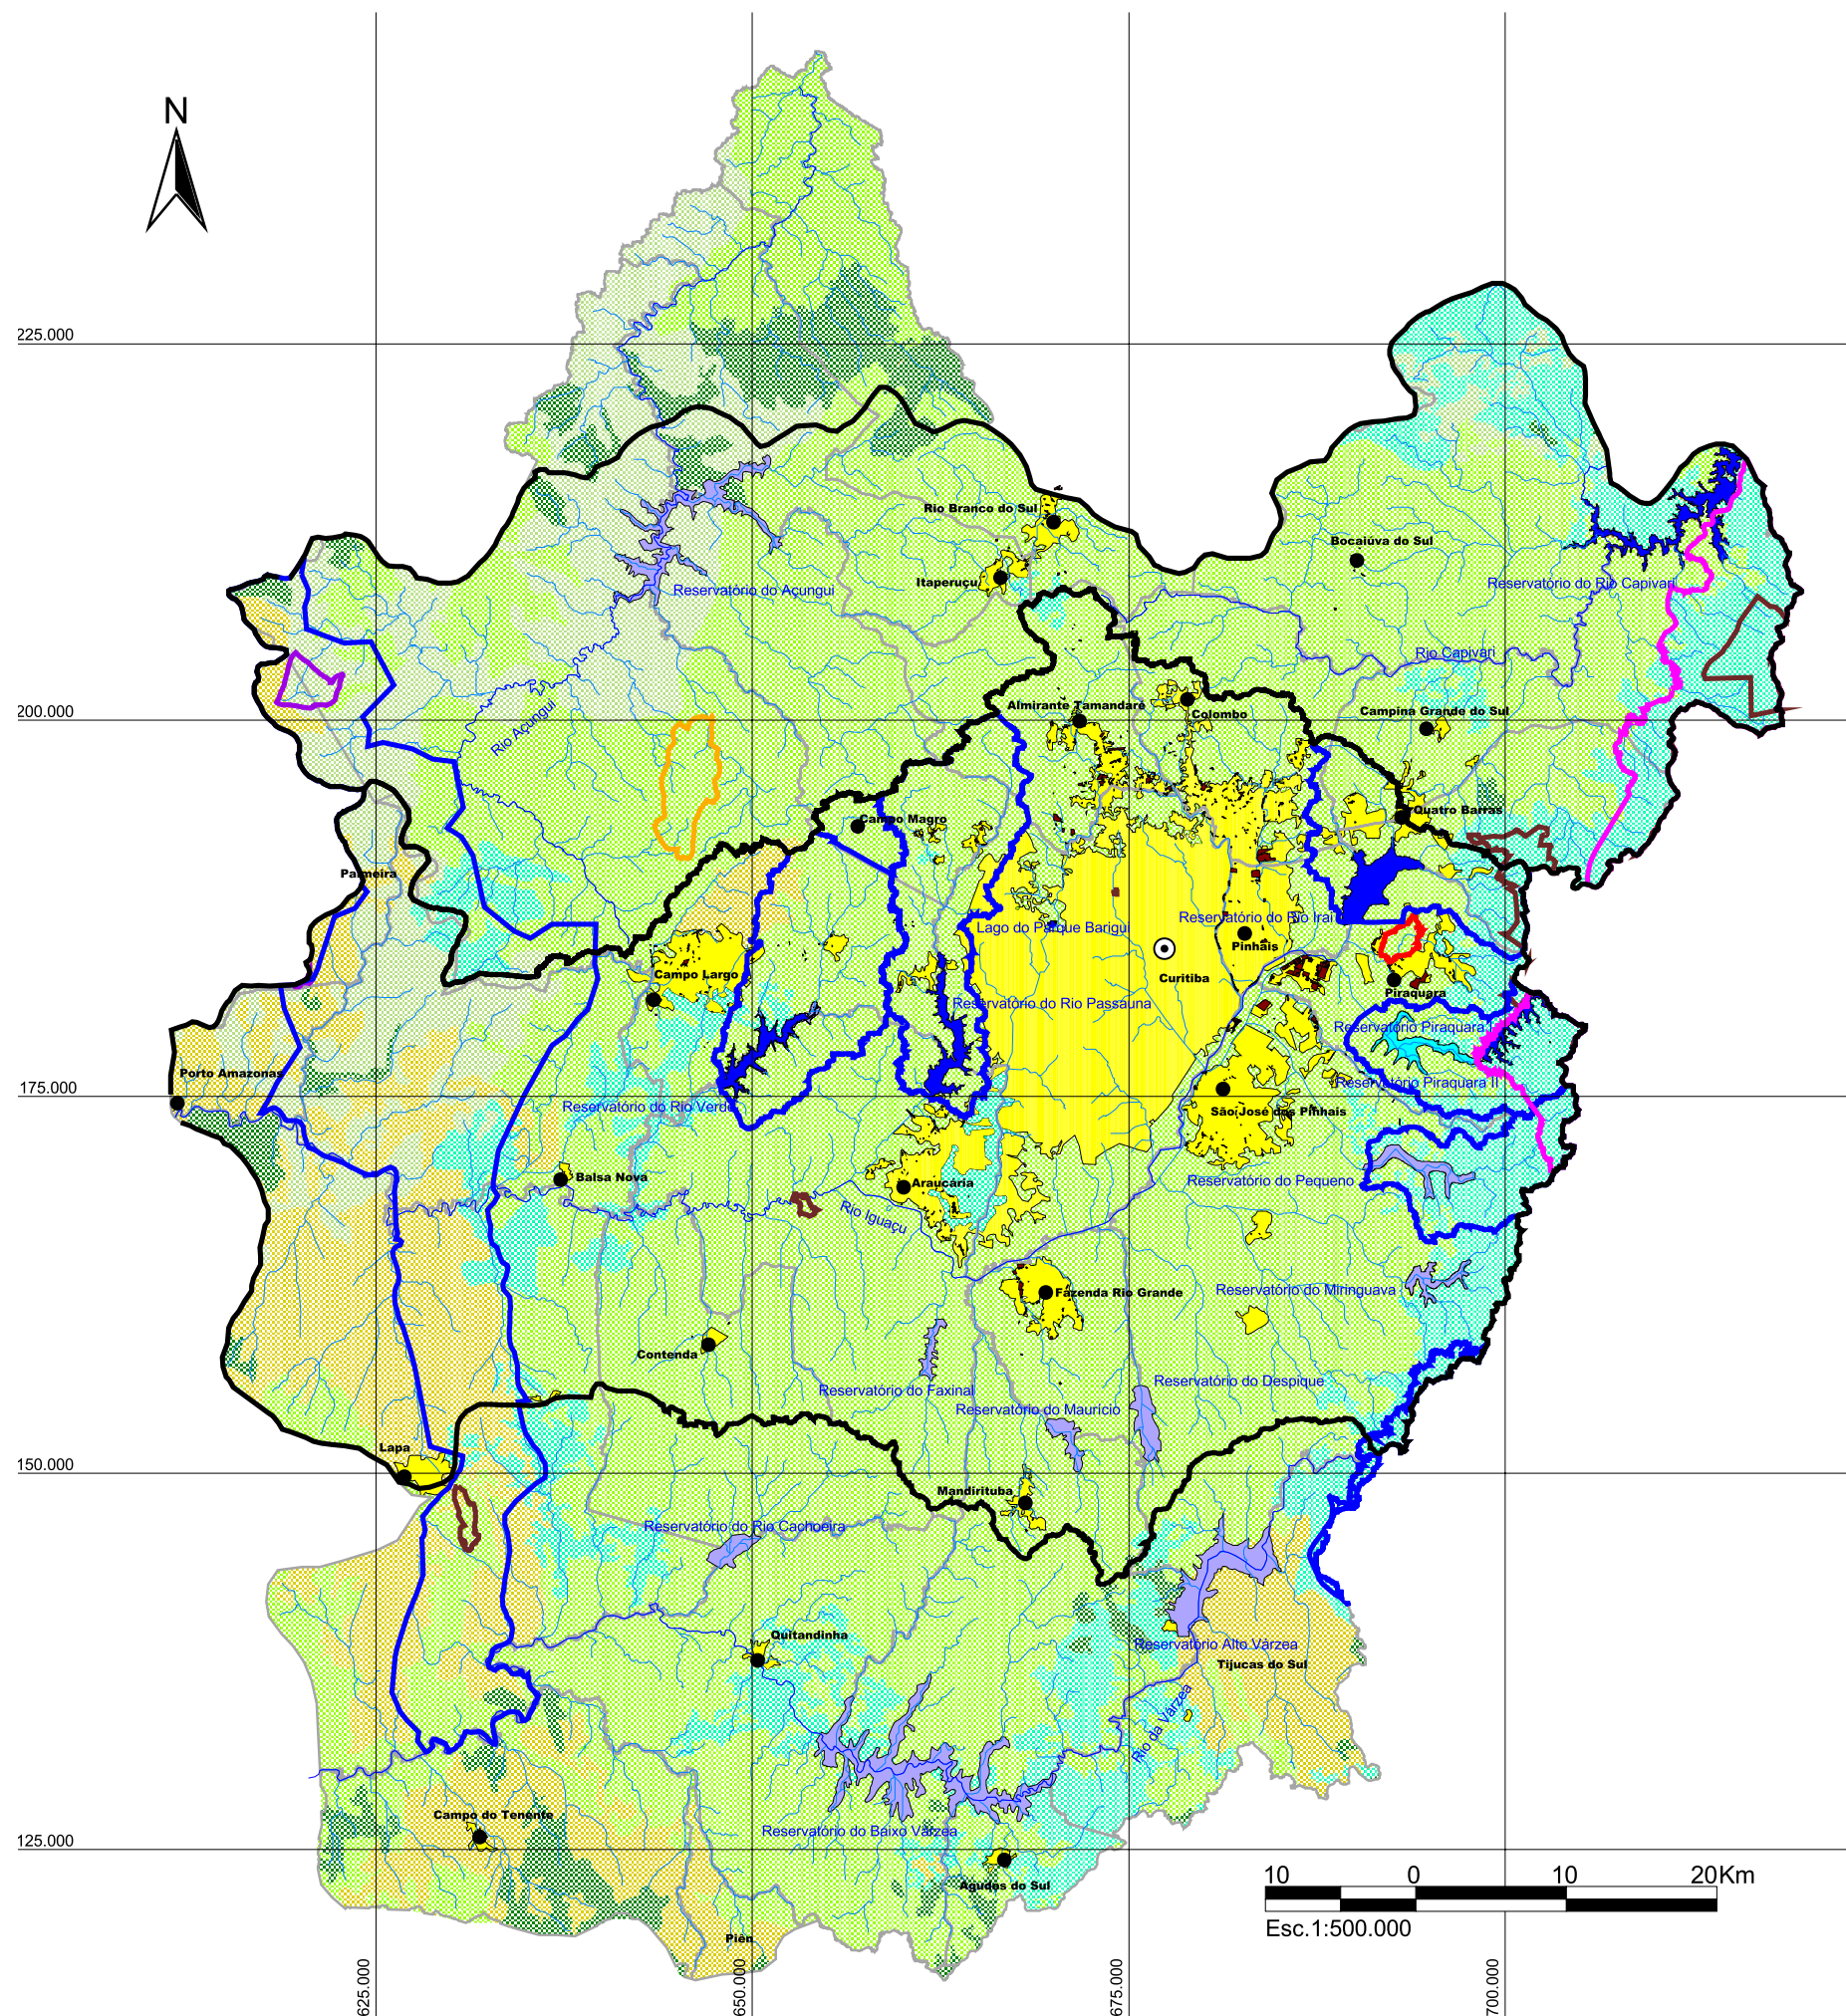 N
225.000
Rio Branco do Sul
Bocaiúva do Sul
Itaperuçu
Reservatório do Açungui
Reservatório do Rio Capivari
Rio Capivari
Almirante Tamandaré
Colombo
Campina Grande do Sul
200.000
Rio Açungui
Campo Magro
Quatro Barras
Palmeira
Reservatório do Rio Iraí
Lago do Parque Barigui
Pinhais
Campo Largo
Curitiba
Piraquara
Reservatório do Rio Passauna
Reservatório Piraquara I
Porto Amazonas
175.000
Reservatório Piraquara II
Reservatório do Rio Verde
São José dos Pinhais
Balsa Nova
Araucária
Reservatório do Pequeno
Rio Iguaçu
Reservatório do Miringuava
Fazenda Rio Grande
Contenda
Reservatório do Faxinal
Reservatório do Despique
Reservatório do Mauricio
Lapa
150.000
Mandirituba
Reservatório do Rio Cachoeira
Quitandinha
Reservatório Alto Várzea
Tijucas do Sul
Rio da Várzea
Campo do Tenente
Reservatório do Baixo Várzea
125.000
Agudos do Sul
10 0 10 20Km
Esc.1:500.000
Piên
625.000
650.000
675.000
700.000